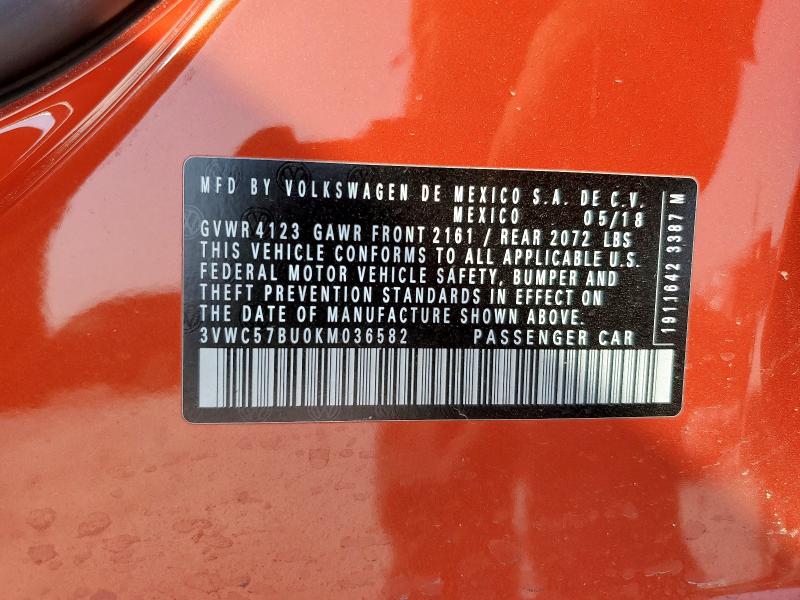 MFD BY VOLKSWAGEN DE MEXICO S.A. DE C.V.
MEXICO 05/18
GVWR 4123 GAWR FRONT 2161 / REAR 2072 LBS
THIS VEHICLE CONFORMS TO ALL APPLICABLE U.S.
FEDERAL MOTOR VEHICLE SAFETY, BUMPER AND
THEFT PREVENTION STANDARDS IN EFFECT ON
THE DATE OF MANUFACTURE SHOWN ABOVE.
3VWC57BU0KM036582 PASSENGER CAR
191.1642 3387 M